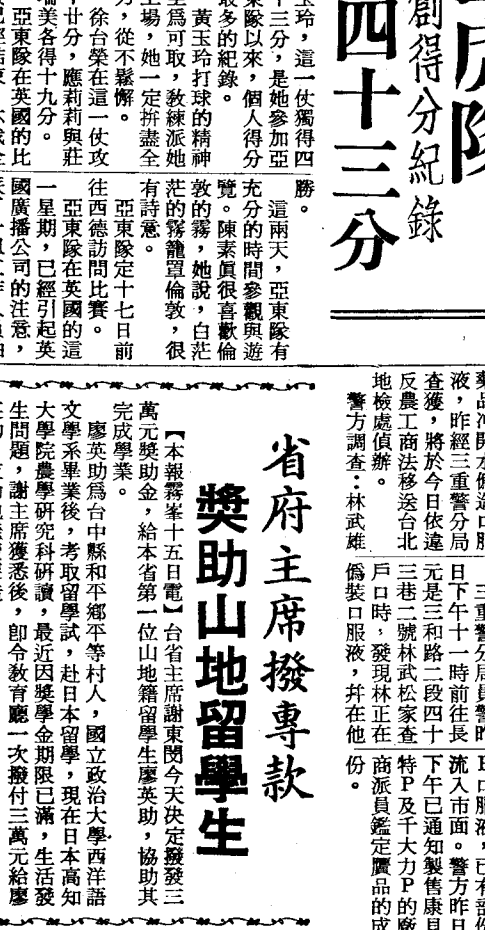 創得分紀錄
四十三分
玉玲，這一仗獨得四
十三分，是她參加亞
東隊以來，個人得分
最多的紀錄。
黃玉玲打球的精神
至為可取，教練派她
上場，她一定拚盡全
力，從不鬆懈。
徐台榮在這一仗攻
廿分，應莉莉與莊
瑞美各得十九分。
亞東隊在英國的比
勝。
這兩天，亞東隊有
充分的時間參觀與遊
覽。陳素眞很喜歡倫
敦的霧，她說，白茫
茫的霧籠罩倫敦，很
有詩意。
亞東隊定十七日前
往西德訪問比賽。
亞東隊在英國的這
一星期，已經引起英
國廣播公司的注意，
液，昨經三重警分局
查獲，將於今日依違
反農工商法移送台北
地檢處偵辦。
警方調查：林武雄
三重警分局員警昨
日下午十一時前往長
元是三和路二段四十
三巷二號林武松家查
戶口時，發現林正在
僞裝口服液，幷在他
口服液，已有部份
流入市面。警方昨日
下午已通知製售康貝
特P及千大力P的廠
商派員鑑定贋品的成
份。
省府主席撥專款
獎助山地留學生
【本報霧峯十五日電】台省主席謝東閔今天決定撥發三
萬元獎助金，給本省第一位山地籍留學生廖英助，協助其
完成學業。
廖英助爲台中縣和平鄉平等村人，國立政治大學西洋語
文學系畢業後，考取留學試，赴日本留學，現在日本高知
大學院農學研究科研讀，最近因獎學金期限已滿，生活發
生問題，謝主席獲悉後，卽令教育廳一次撥付三萬元給廖